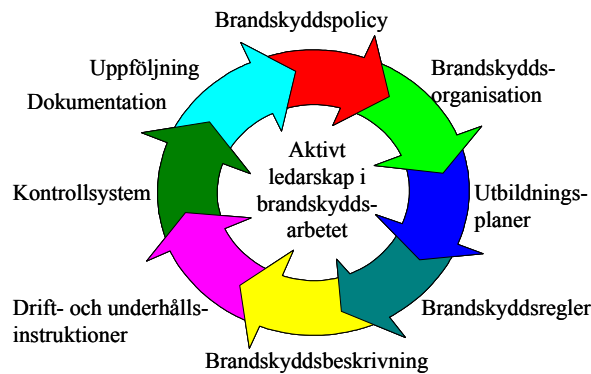 Brandskyddspolicy
Uppföljning
Dokumentation
Brandskydds-
organisation
Aktivt
ledarskap i
brandskydds-
arbetet
Kontrollsystem
Utbildnings-
planer
Drift- och underhålls-
instruktioner
Brandskyddsregler
Brandskyddsbeskrivning